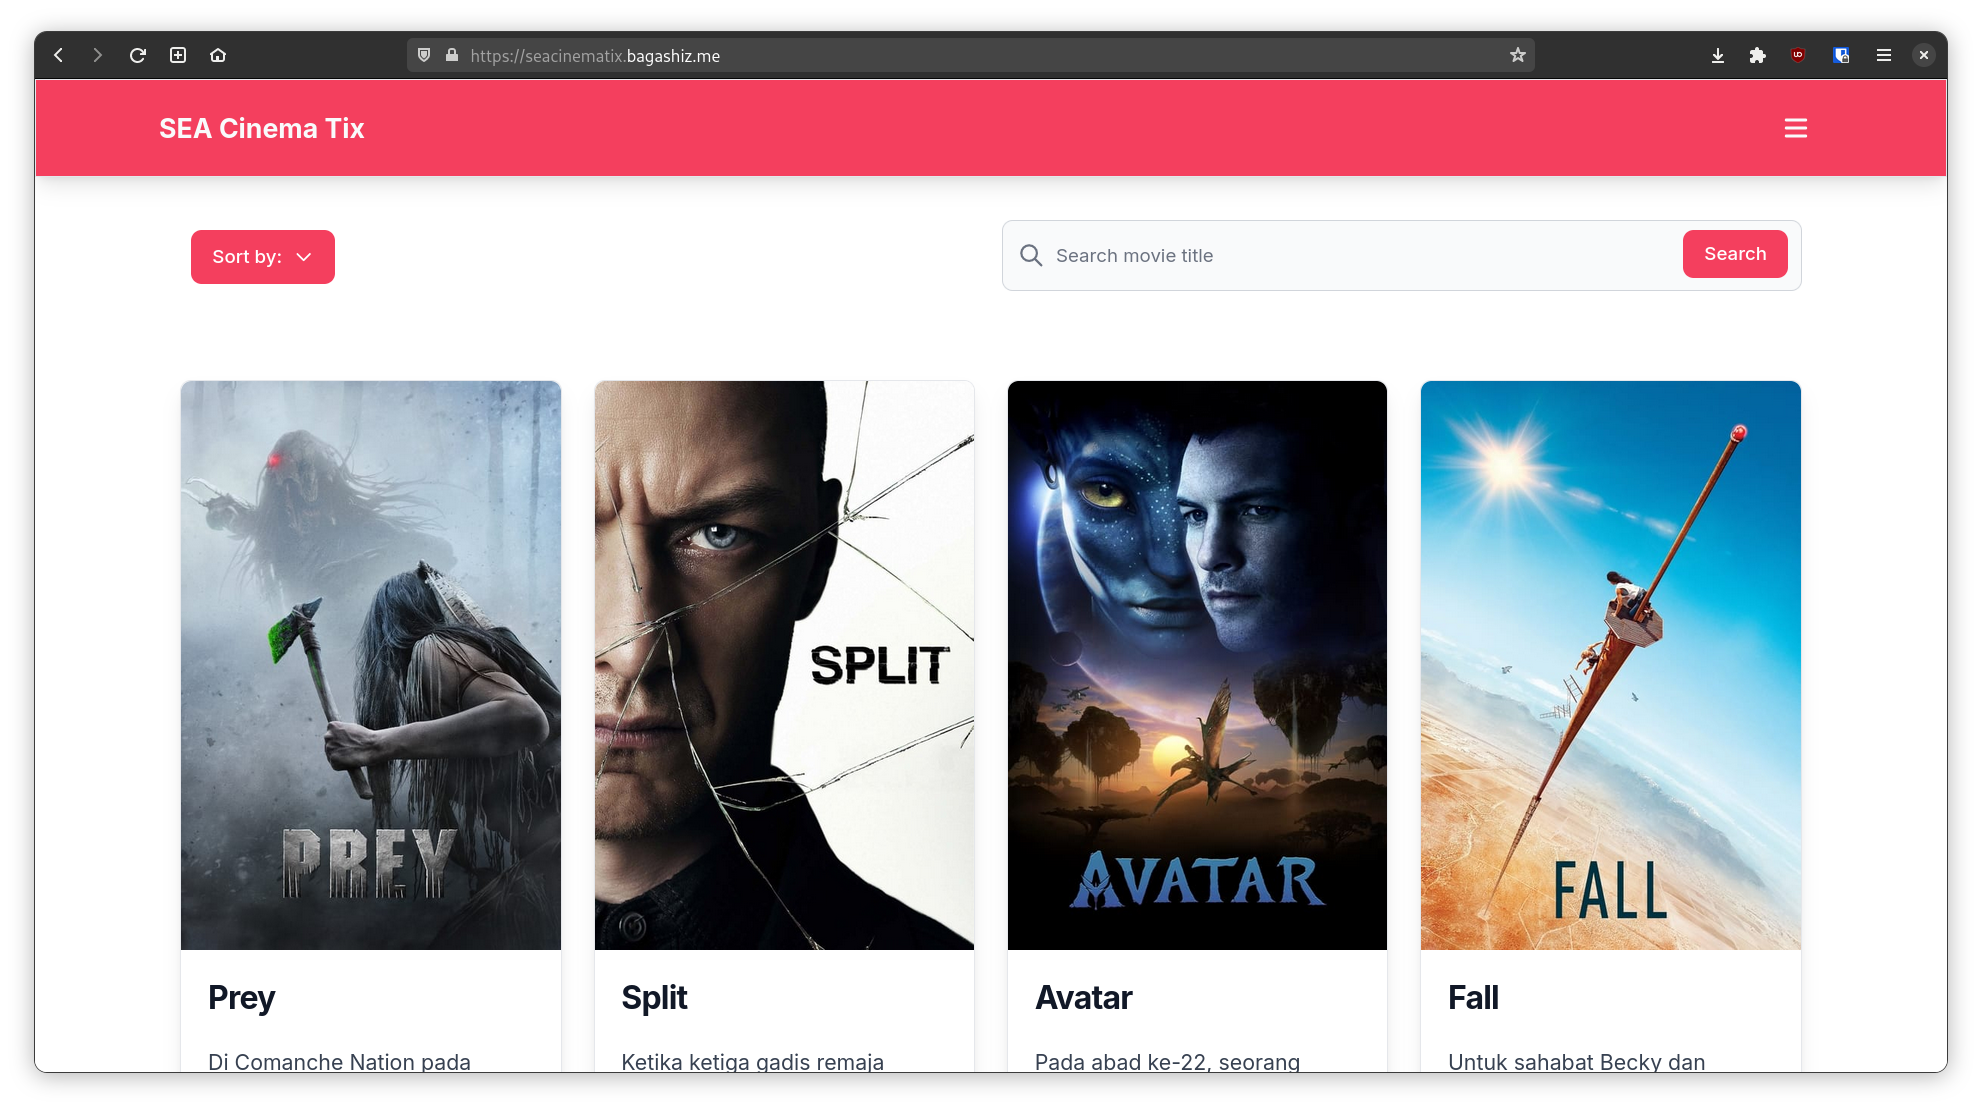 https://seacinematix.bagashiz.me
SEA Cinema Tix
Sort by:
Search movie title
Search
PREY
SPLIT
AVATAR
FALL
Prey
Split
Avatar
Fall
Di Comanche Nation pada
Ketika ketiga gadis remaja
Pada abad ke-22, seorang
Untuk sahabat Becky dan